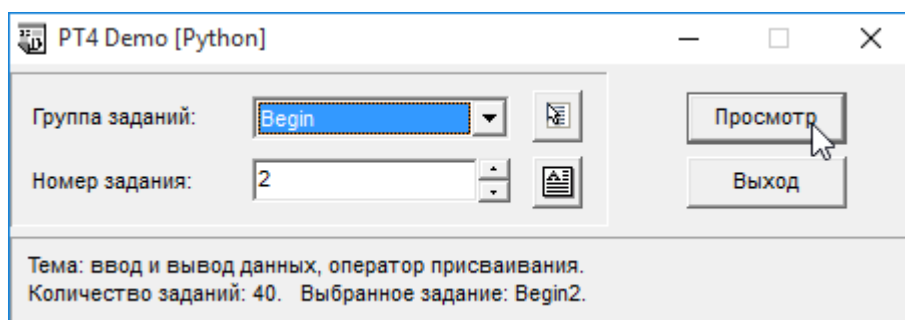 PT4 Demo [Python]
Группа заданий: Begin
Просмотр
Номер задания: 2
Выход
Тема: ввод и вывод данных, оператор присваивания.
Количество заданий: 40. Выбранное задание: Begin2.